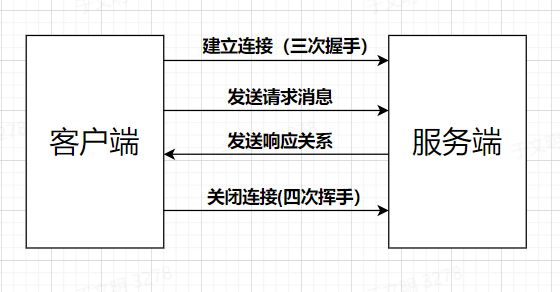 建立连接（三次握手）
发送请求消息
客户端
服务端
发送响应关系
关闭连接(四次挥手）